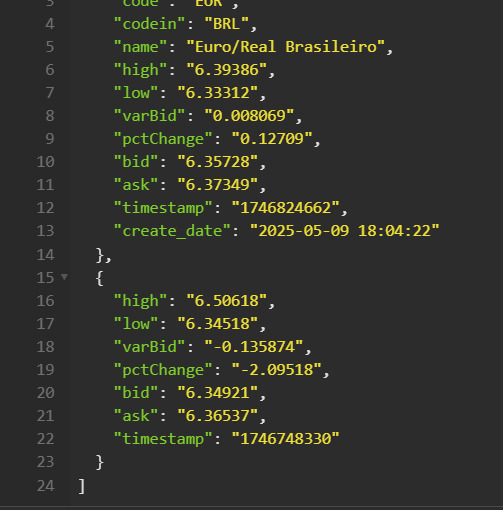 3 "code": "EUR",
4 "codein": "BRL",
5 "name": "Euro/Real Brasileiro",
6 "high": "6.39386",
7 "low": "6.33312",
8 "varBid": "0.008069",
9 "pctChange": "0.12709",
10 "bid": "6.35728",
11 "ask": "6.37349",
12 "timestamp": "1746824662",
13 "create_date": "2025-05-09 18:04:22"
14 },
15 {
16 "high": "6.50618",
17 "low": "6.34518",
18 "varBid": "-0.135874",
19 "pctChange": "-2.09518",
20 "bid": "6.34921",
21 "ask": "6.36537",
22 "timestamp": "1746748330"
23 }
24 ]